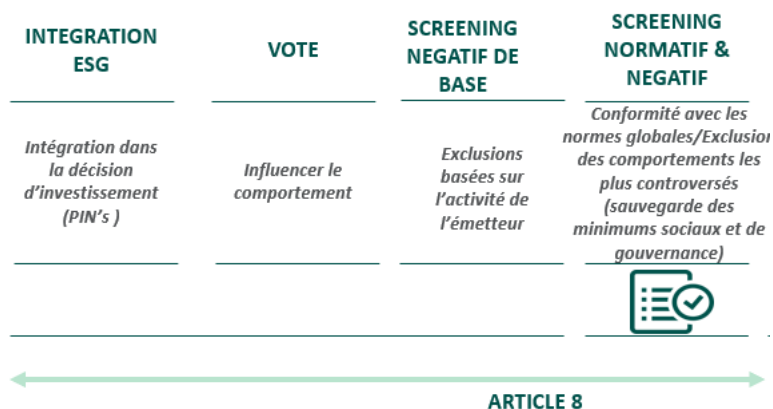 INTEGRATION
ESG
VOTE
SCREENING
NEGATIF DE
BASE
SCREENING
NORMATIF &
NEGATIF
Intégration dans
la décision
d'investissement
(PIN's )
Influencer le
comportement
Exclusions
basées sur
l'activité de
l'émetteur
Conformité avec les
normes globales/Exclusion
des comportements les
plus controversés
(sauvegarde des
minimums sociaux et de
gouvernance)
ARTICLE 8